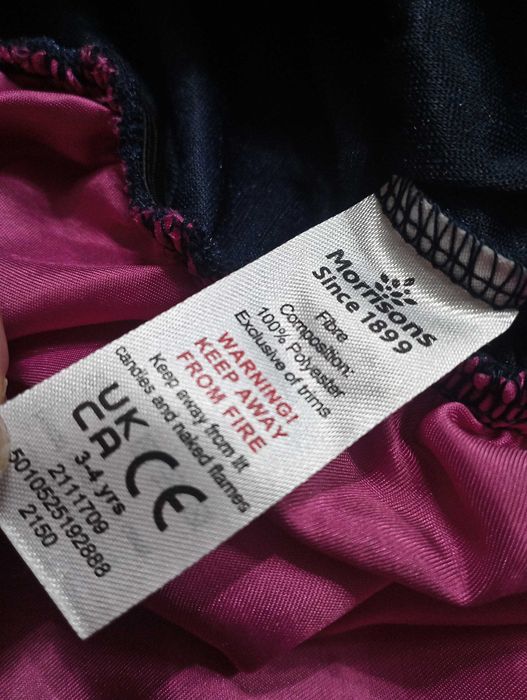 Morrisons
Since 1899
Fibre
Composition:
100% Polyester
Exclusive of trims
WARNING!
KEEP AWAY
FROM FIRE
Keep away from lit
candles and naked flames
UK
CA CE
3-4 yrs
2111709
5010525192888
2150